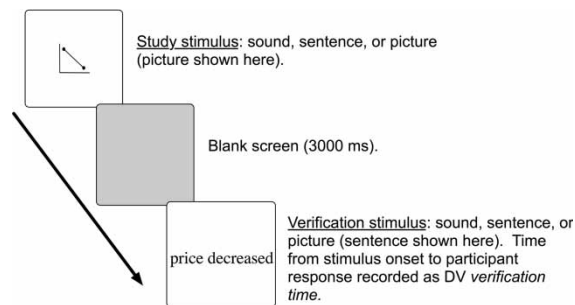 Study stimulus: sound, sentence, or picture
(picture shown here).
Blank screen (3000 ms).
price decreased
Verification stimulus: sound, sentence, or
picture (sentence shown here). Time
from stimulus onset to participant
response recorded as DV verification
time.